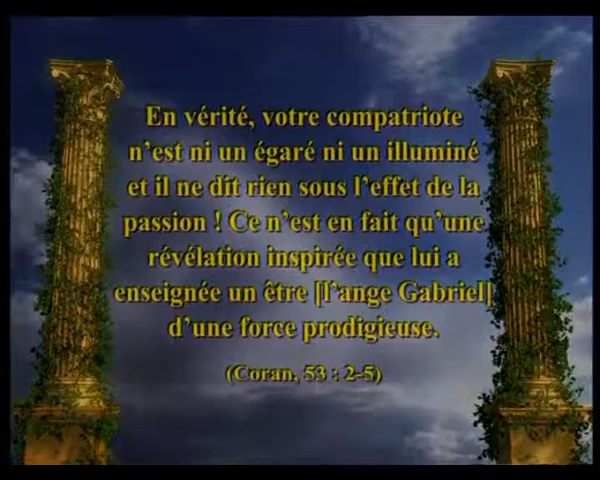 En vérité, votre compatriote
n'est ni un égaré ni un illuminé
et il ne dit rien sous l'effet de la
passion ! Ce n'est en fait qu'une
révélation inspirée que lui a
enseignée un être [l'ange Gabriel]
d'une force prodigieuse.
(Coran, 53 : 2-5)